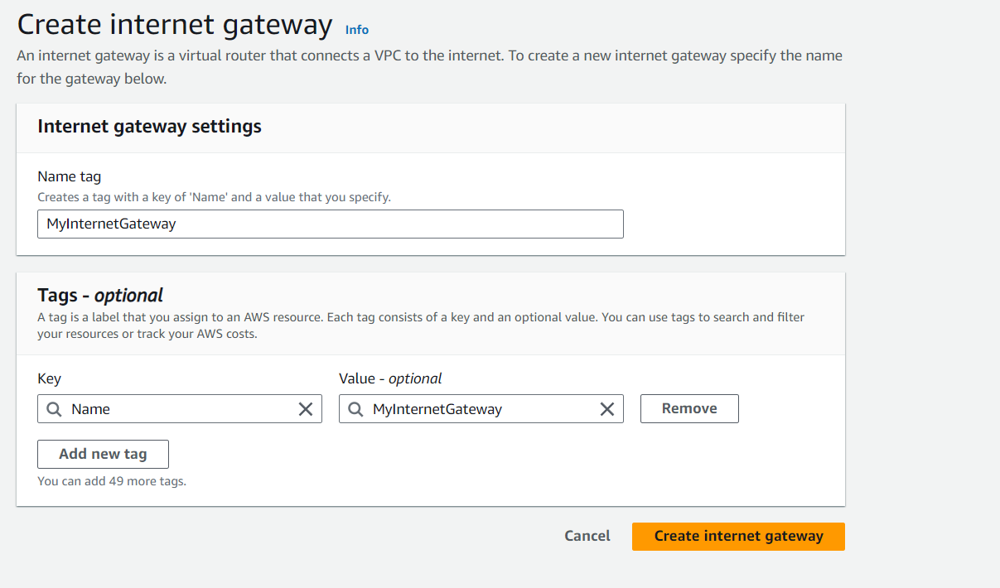 Create internet gateway Info
An internet gateway is a virtual router that connects a VPC to the internet. To create a new internet gateway specify the name
for the gateway below.
Internet gateway settings
Name tag
Creates a tag with a key of 'Name' and a value that you specify.
MyInternetGateway
Tags - optional
A tag is a label that you assign to an AWS resource. Each tag consists of a key and an optional value. You can use tags to search and filter
your resources or track your AWS costs.
Key Value - optional
Name MyInternetGateway Remove
Add new tag
You can add 49 more tags.
Cancel Create internet gateway